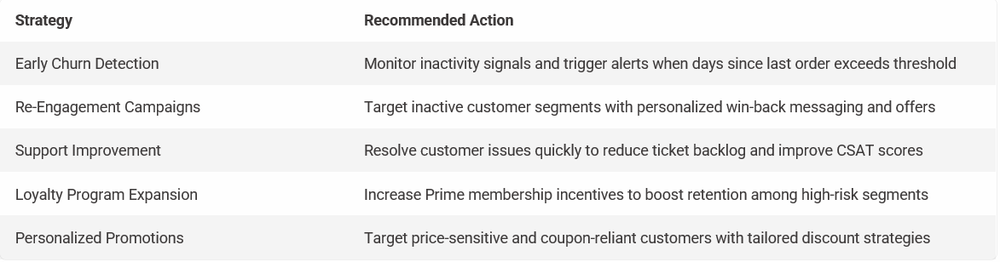 Strategy Recommended Action
Early Churn Detection Monitor inactivity signals and trigger alerts when days since last order exceeds threshold
Re-Engagement Campaigns Target inactive customer segments with personalized win-back messaging and offers
Support Improvement Resolve customer issues quickly to reduce ticket backlog and improve CSAT scores
Loyalty Program Expansion Increase Prime membership incentives to boost retention among high-risk segments
Personalized Promotions Target price-sensitive and coupon-reliant customers with tailored discount strategies